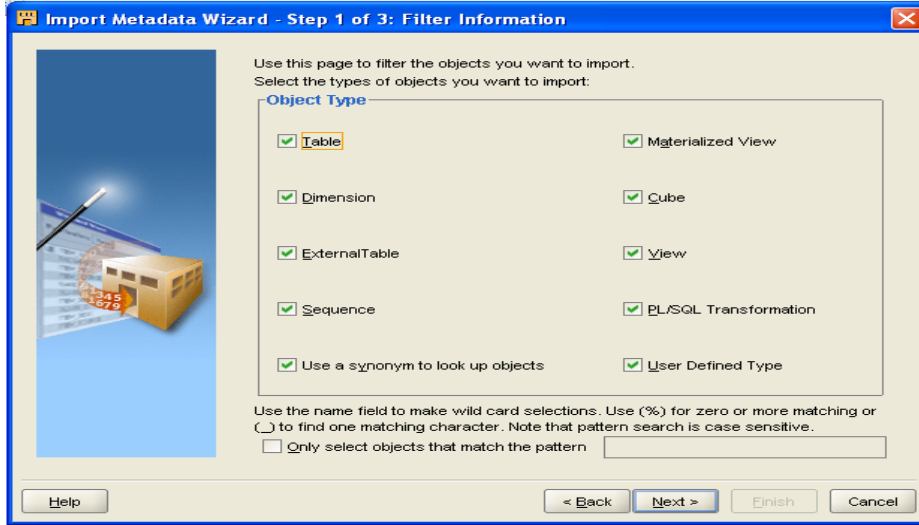 Import Metadata Wizard - Step 1 of 3: Filter Information
Use this page to filter the objects you want to import.
Select the types of objects you want to import:
Object Type
Table
Materialized View
Dimension
Cube
ExternalTable
View
Sequence
PL/SQL Transformation
Use a synonym to look up objects
User Defined Type
Use the name field to make wild card selections. Use (%) for zero or more matching or
(_) to find one matching character. Note that pattern search is case sensitive.
Only select objects that match the pattern
Help
< Back
Next >
Finish
Cancel